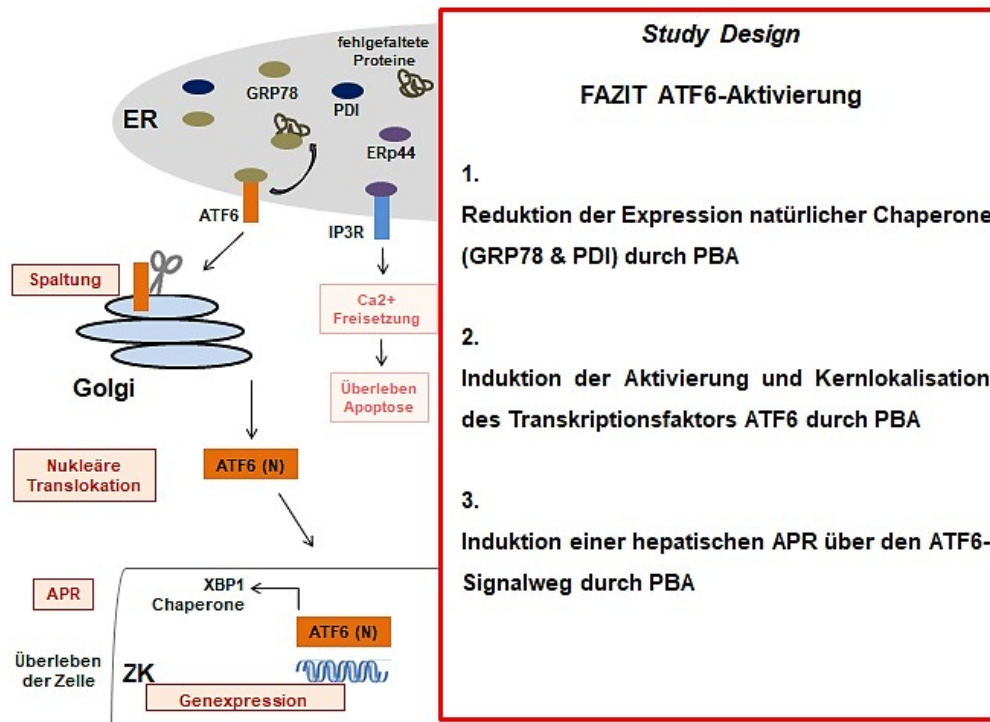 fehlgefaltete
Proteine
GRP78
PDI
ER
ERp44
ATF6
IP3R
Spaltung
Ca2+
Freisetzung
Golgi
Überleben
Apoptose
Nukleäre
Translokation
ATF6 (N)
APR
XBP1
Chaperone
ATF6 (N)
Überleben
der Zelle
ZK
Genexpression
Study Design
FAZIT ATF6-Aktivierung
1.
Reduktion der Expression natürlicher Chaperone
(GRP78 & PDI) durch PBA
2.
Induktion der Aktivierung und Kernlokalisation
des Transkriptionsfaktors ATF6 durch PBA
3.
Induktion einer hepatischen APR über den ATF6-
Signalweg durch PBA